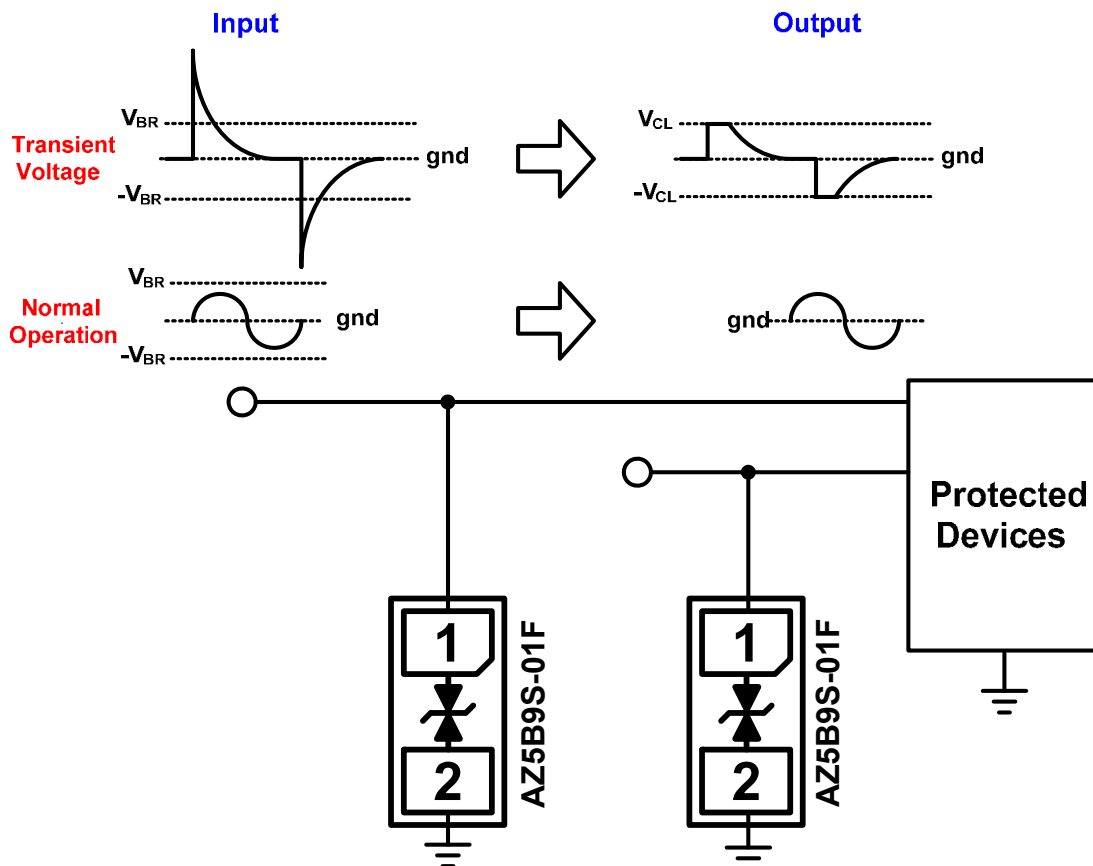 Input
Output
VBR
Transient
Voltage
gnd
-VBR
VCL
gnd
-VCL
VBR
Normal
Operation
gnd
-VBR
gnd
Protected
Devices
1
2
AZ5B9S-01F
1
2
AZ5B9S-01F